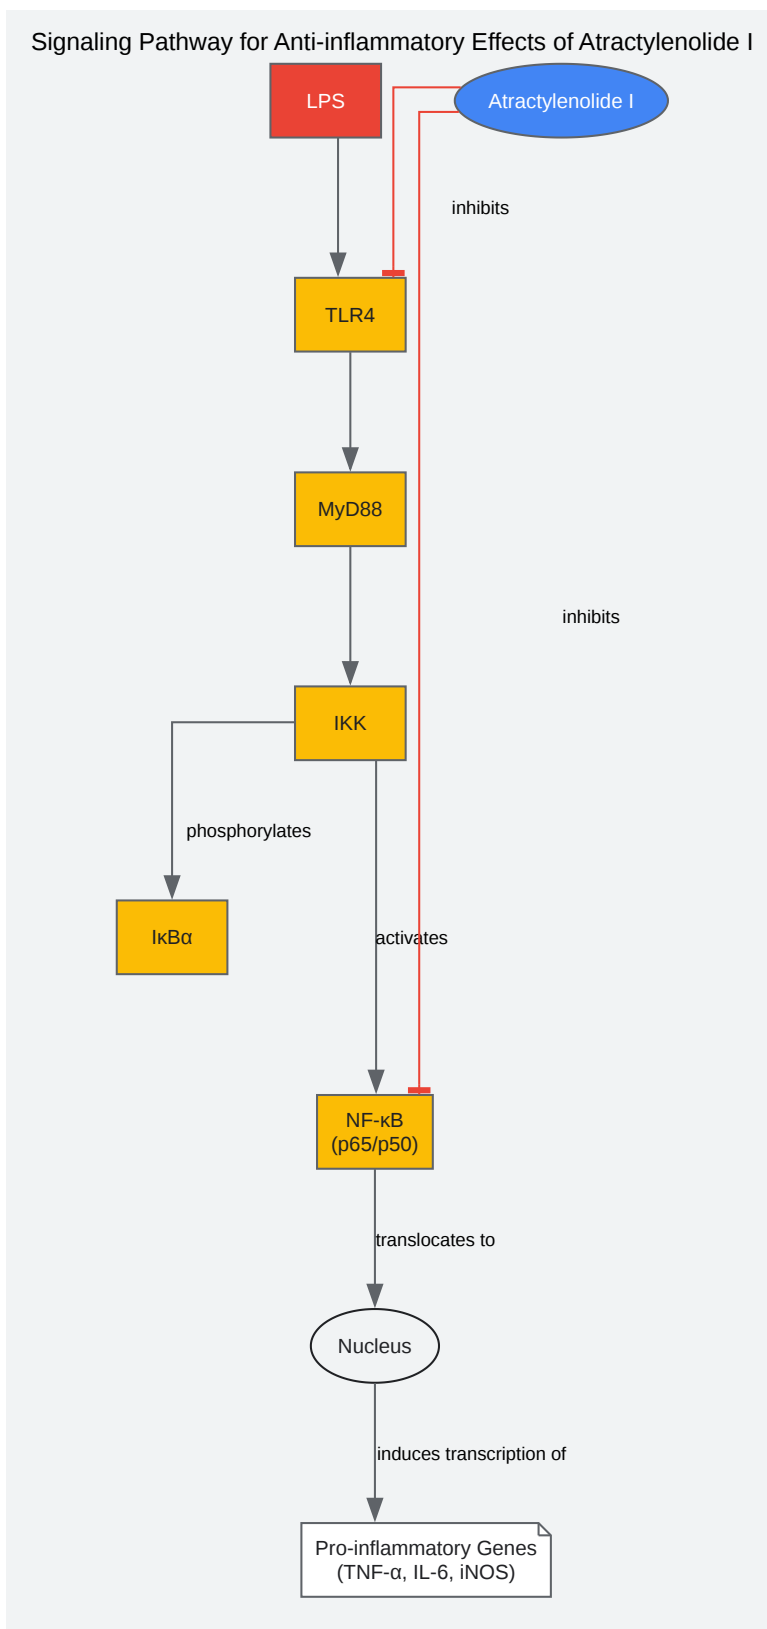 Signaling Pathway for Anti-inflammatory Effects of Atractylenolide I
LPS
Atractylenolide I
inhibits
TLR4
MyD88
inhibits
IKK
phosphorylates
IκBα
activates
NF-κB
(p65/p50)
translocates to
Nucleus
induces transcription of
Pro-inflammatory Genes
(TNF-α, IL-6, iNOS)